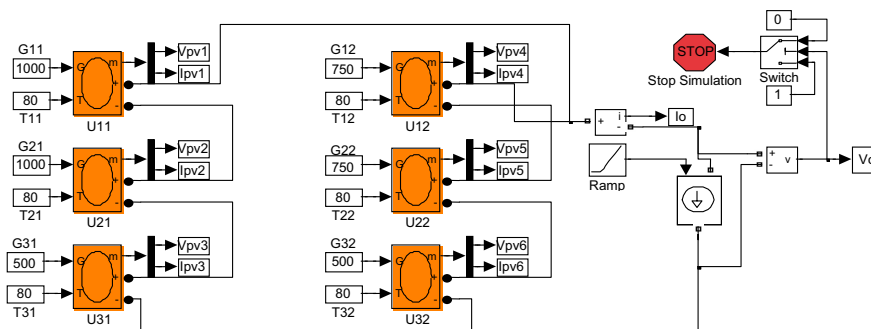 0
G11
1000
G
m
Vpv1
Ipv1
+
-
80
T
T11
U11
G12
750
G
m
Vpv4
Ipv4
+
-
80
T
T12
U12
STOP
Stop Simulation
Switch
1
+
i
-
Io
G21
1000
G
m
Vpv2
Ipv2
+
-
80
T
T21
U21
G22
750
G
m
Vpv5
Ipv5
+
-
80
T
T22
U22
Ramp
+
-
v
G31
500
G
m
Vpv3
Ipv3
+
-
80
T
T31
U31
G32
500
G
m
Vpv6
Ipv6
+
-
80
T
T32
U32